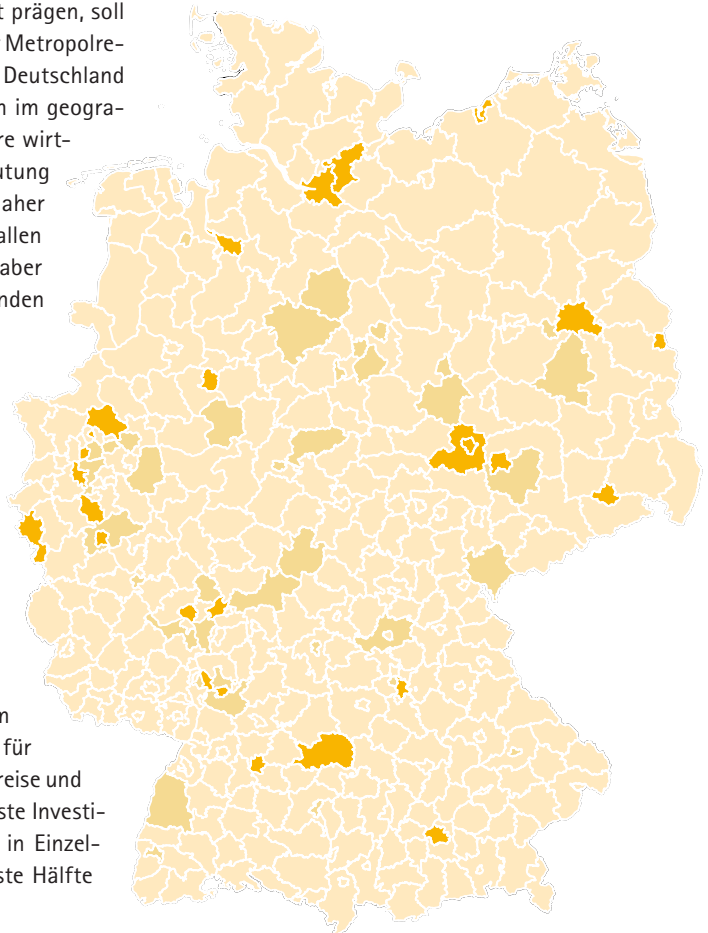 t prägen, soll
Metropolre-
Deutschland
n im geogra-
re wirt-
utung
aher
allen
aber
nden
für
reise und
ste Investi-
in Einzel-
ste Hälfte